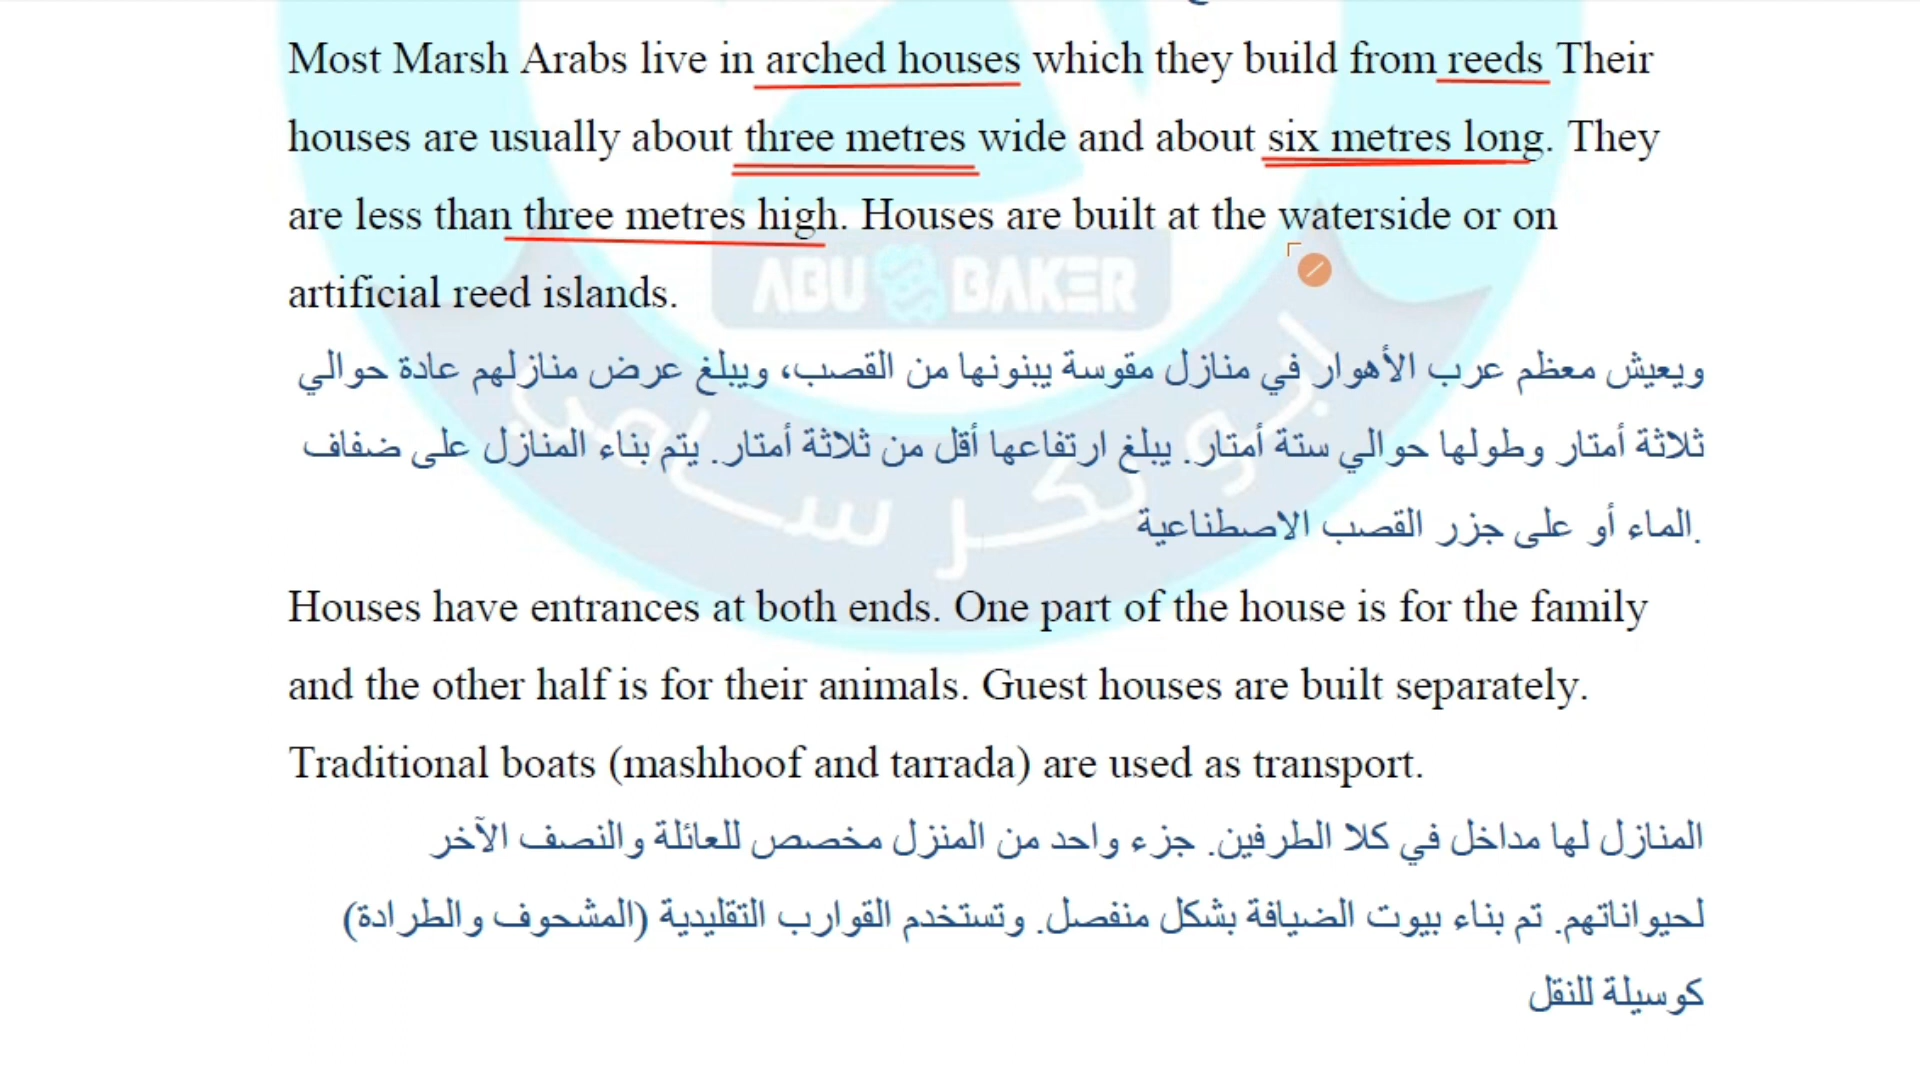 Most Marsh Arabs live in arched houses which they build from reeds Their
houses are usually about three metres wide and about six metres long. They
are less than three metres high. Houses are built at the waterside or on
artificial reed islands.
ABU BAKER
ابو بكر سامي
ويعيش معظم عرب الأهوار في منازل مقوسة يبنونها من القصب، ويبلغ عرض منازلهم عادة حوالي
ثلاثة أمتار وطولها حوالي ستة أمتار. يبلغ ارتفاعها أقل من ثلاثة أمتار. يتم بناء المنازل على ضفاف
.الماء أو على جزر القصب الاصطناعية
Houses have entrances at both ends. One part of the house is for the family
and the other half is for their animals. Guest houses are built separately.
Traditional boats (mashhoof and tarrada) are used as transport.
المنازل لها مداخل في كلا الطرفين. جزء واحد من المنزل مخصص للعائلة والنصف الآخر
لحيواناتهم. تم بناء بيوت الضيافة بشكل منفصل. وتستخدم القوارب التقليدية (المشحوف والطرادة)
كوسيلة للنقل